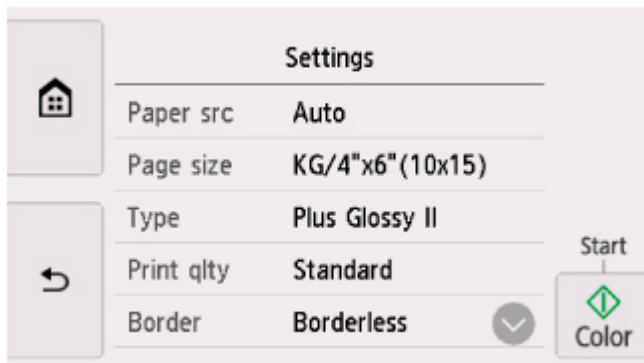 Settings
Paper src Auto
Page size KG/4"x6"(10x15)
Type Plus Glossy II
Print qlty Standard
Border Borderless
Start
Color